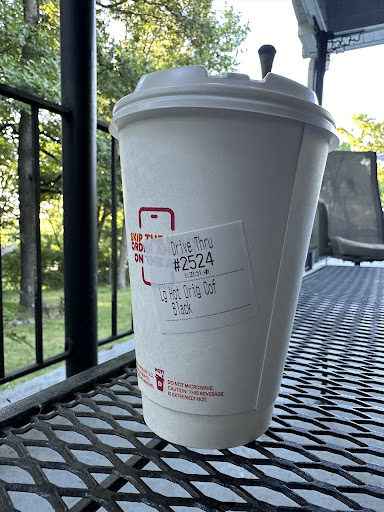 SKIP THE
ORDER
ON THE
Drive Thru
#2524
Lg Hot Orig Cof
Black
HOT!
DO NOT MICROWAVE.
CAUTION: THIS BEVERAGE
IS EXTREMELY HOT.